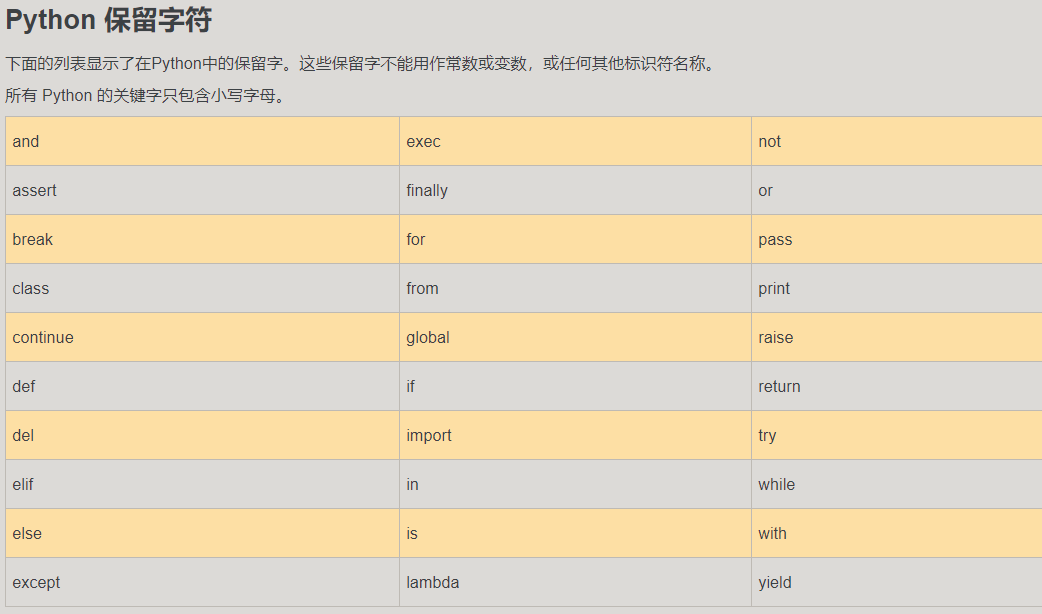 Python 保留字符
下面的列表显示了在Python中的保留字。这些保留字不能用作常数或变数，或任何其他标识符名称。
所有 Python 的关键字只包含小写字母。
and exec not
assert finally or
break for pass
class from print
continue global raise
def if return
del import try
elif in while
else is with
except lambda yield